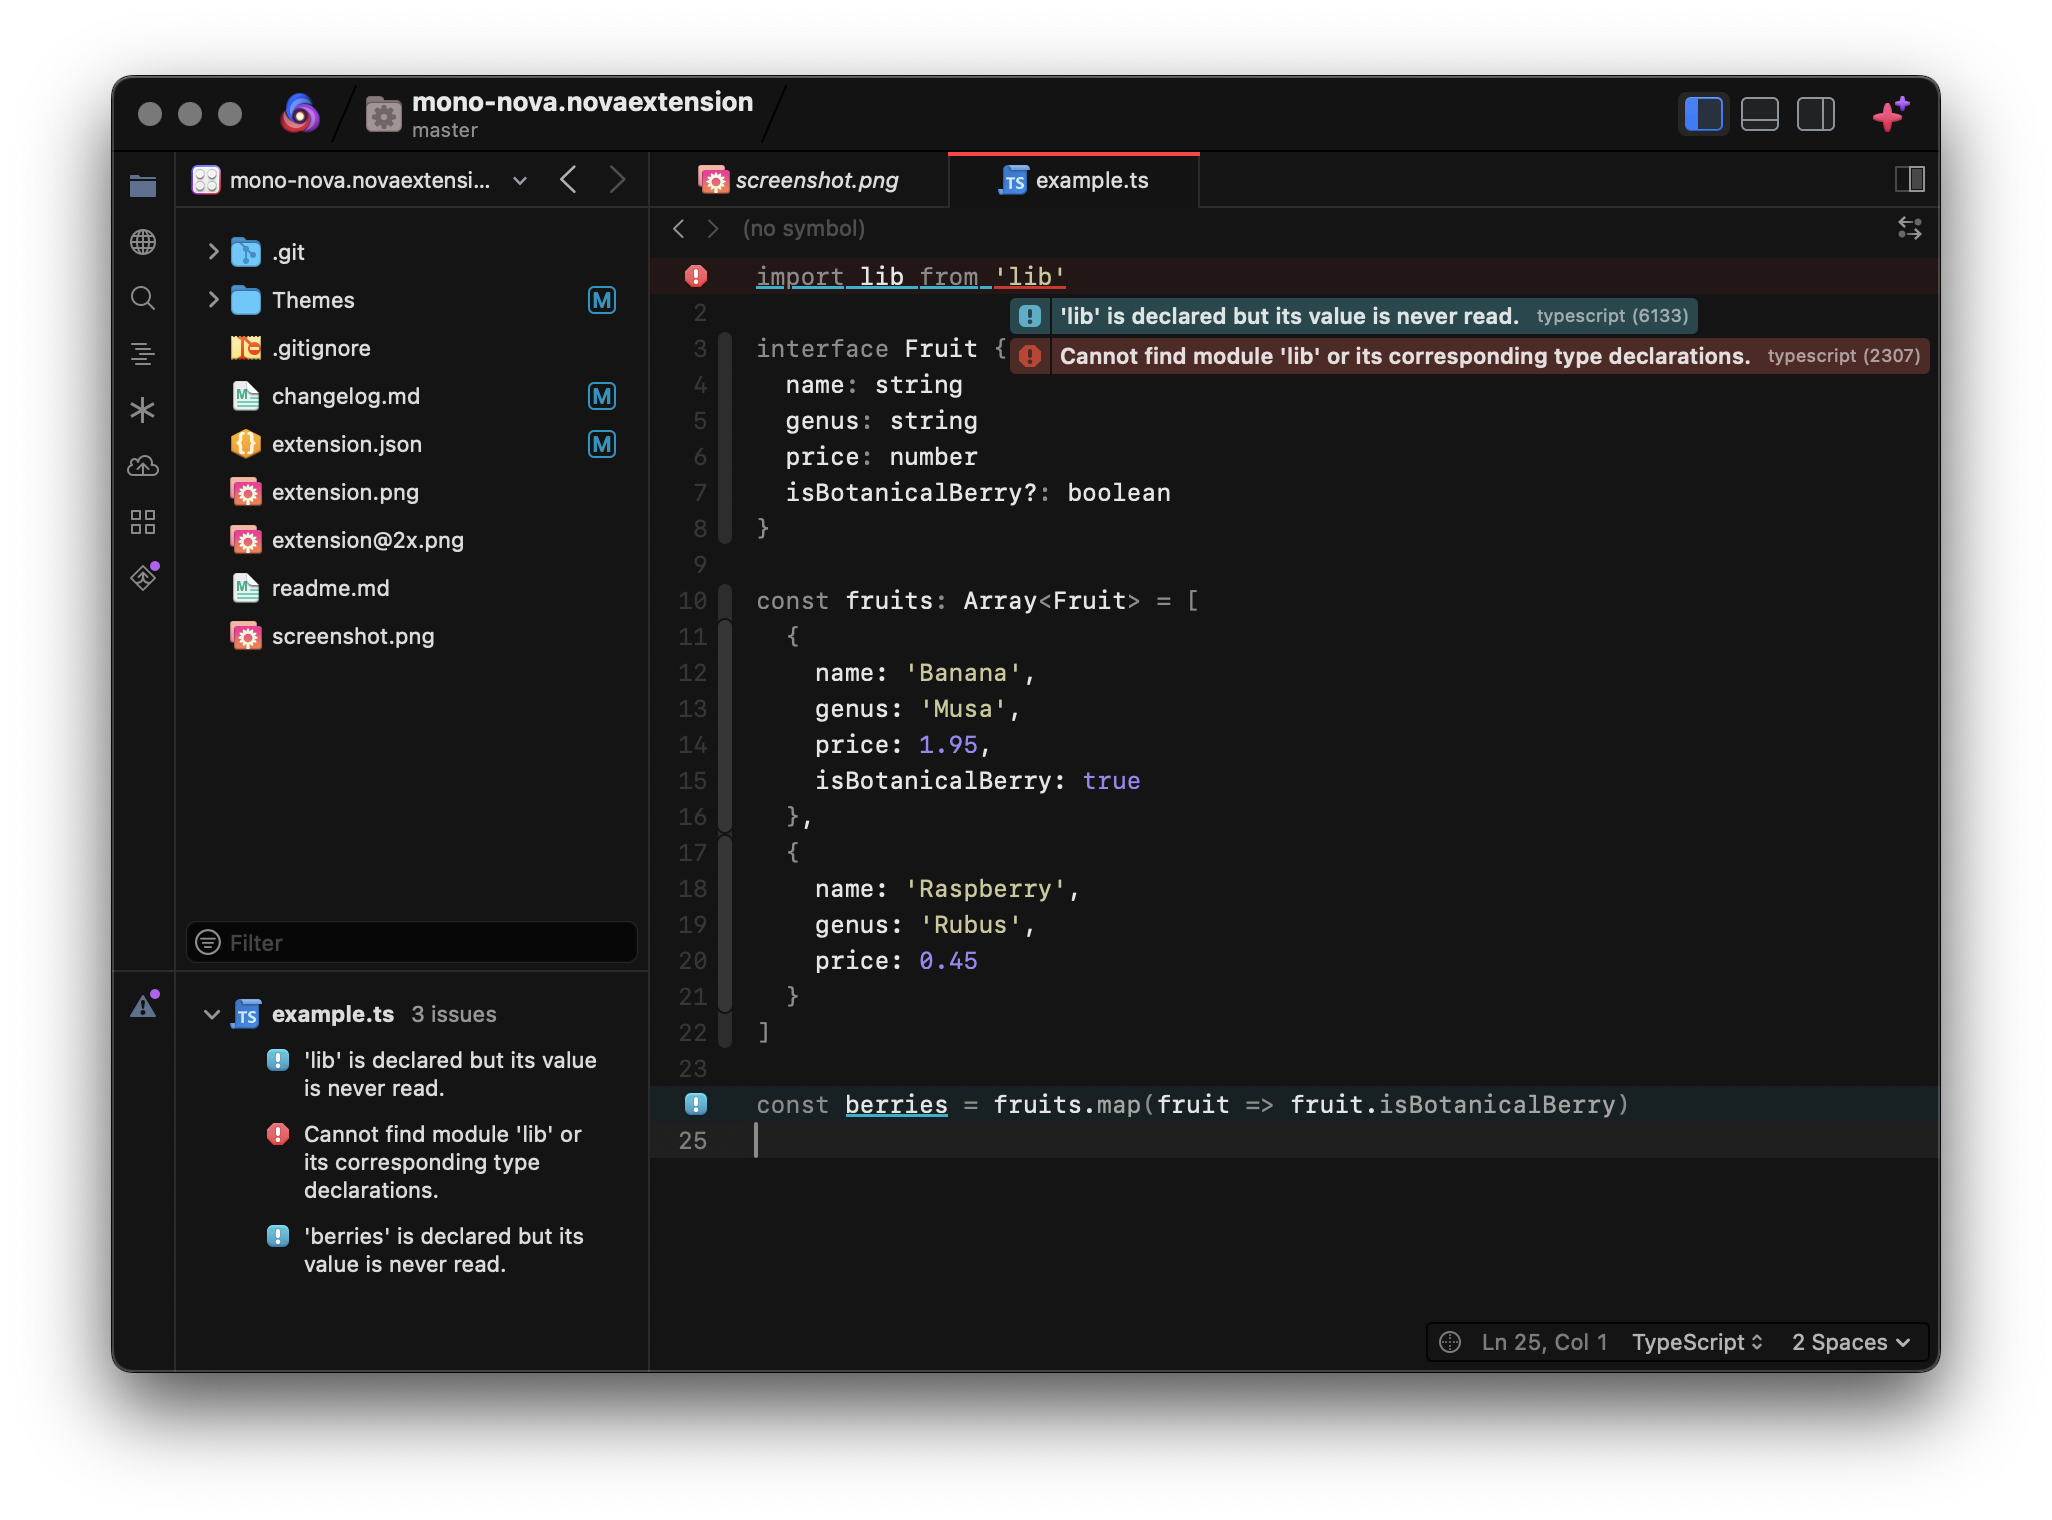 mono-nova.novaextension
master
mono-nova.novaextensi...
screenshot.png
example.ts
.git
Themes
M
.gitignore
changelog.md
M
extension.json
M
extension.png
extension@2x.png
readme.md
screenshot.png
Filter
example.ts 3 issues
'lib' is declared but its value
is never read.
Cannot find module 'lib' or
its corresponding type
declarations.
'berries' is declared but its
value is never read.
(no symbol)
import lib from 'lib'
'lib' is declared but its value is never read. typescript (6133)
Cannot find module 'lib' or its corresponding type declarations. typescript (2307)
2
3 interface Fruit {
4   name: string
5   genus: string
6   price: number
7   isBotanicalBerry?: boolean
8 }
9
10 const fruits: Array<Fruit> = [
11   {
12     name: 'Banana',
13     genus: 'Musa',
14     price: 1.95,
15     isBotanicalBerry: true
16   },
17   {
18     name: 'Raspberry',
19     genus: 'Rubus',
20     price: 0.45
21   }
22 ]
23
const berries = fruits.map(fruit => fruit.isBotanicalBerry)
25
Ln 25, Col 1 TypeScript 2 Spaces